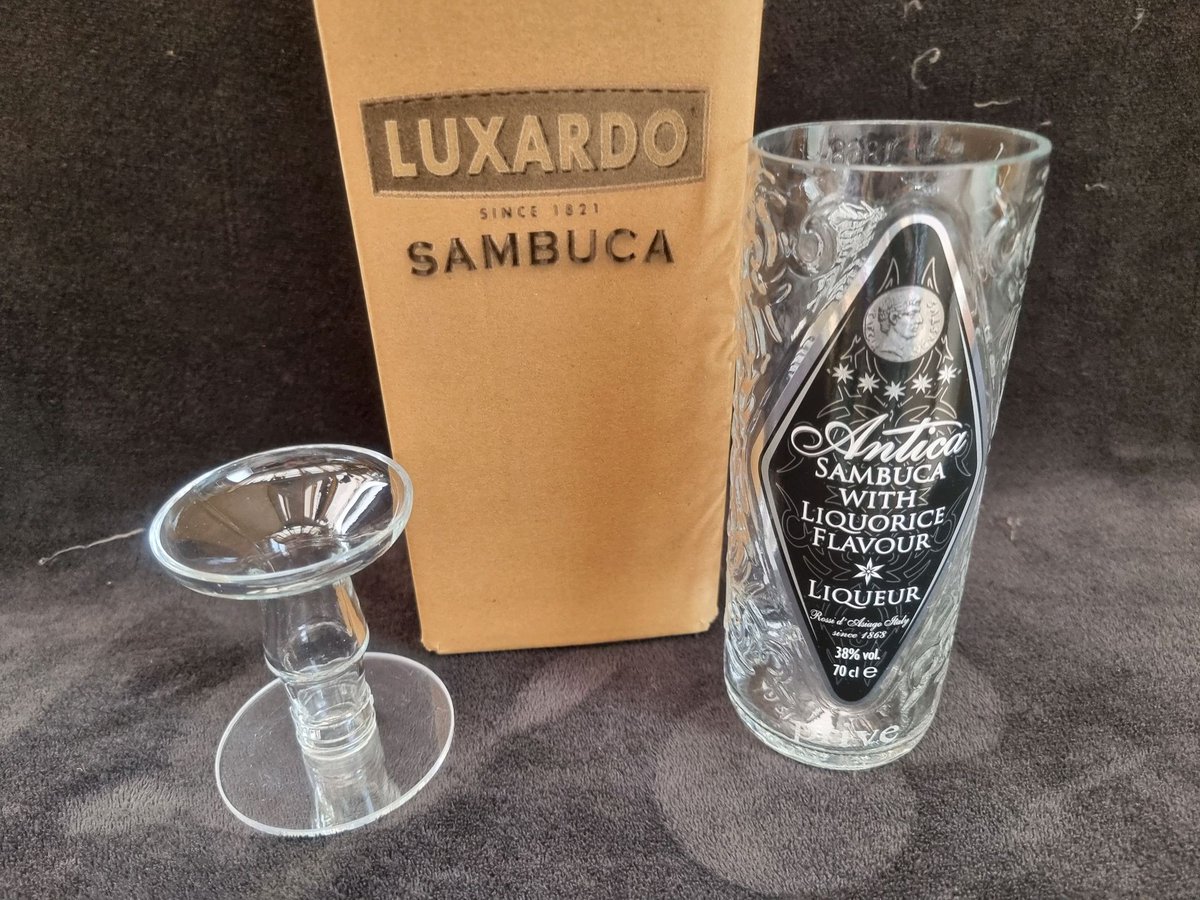 LUXARDO
SINCE 1821
SAMBUCA
Antica
SAMBUCA
WITH
LIQUORICE
FLAVOUR
LIQUEUR
Rossi d'Asiago Italy
since 1868
38% vol.
70 cl e